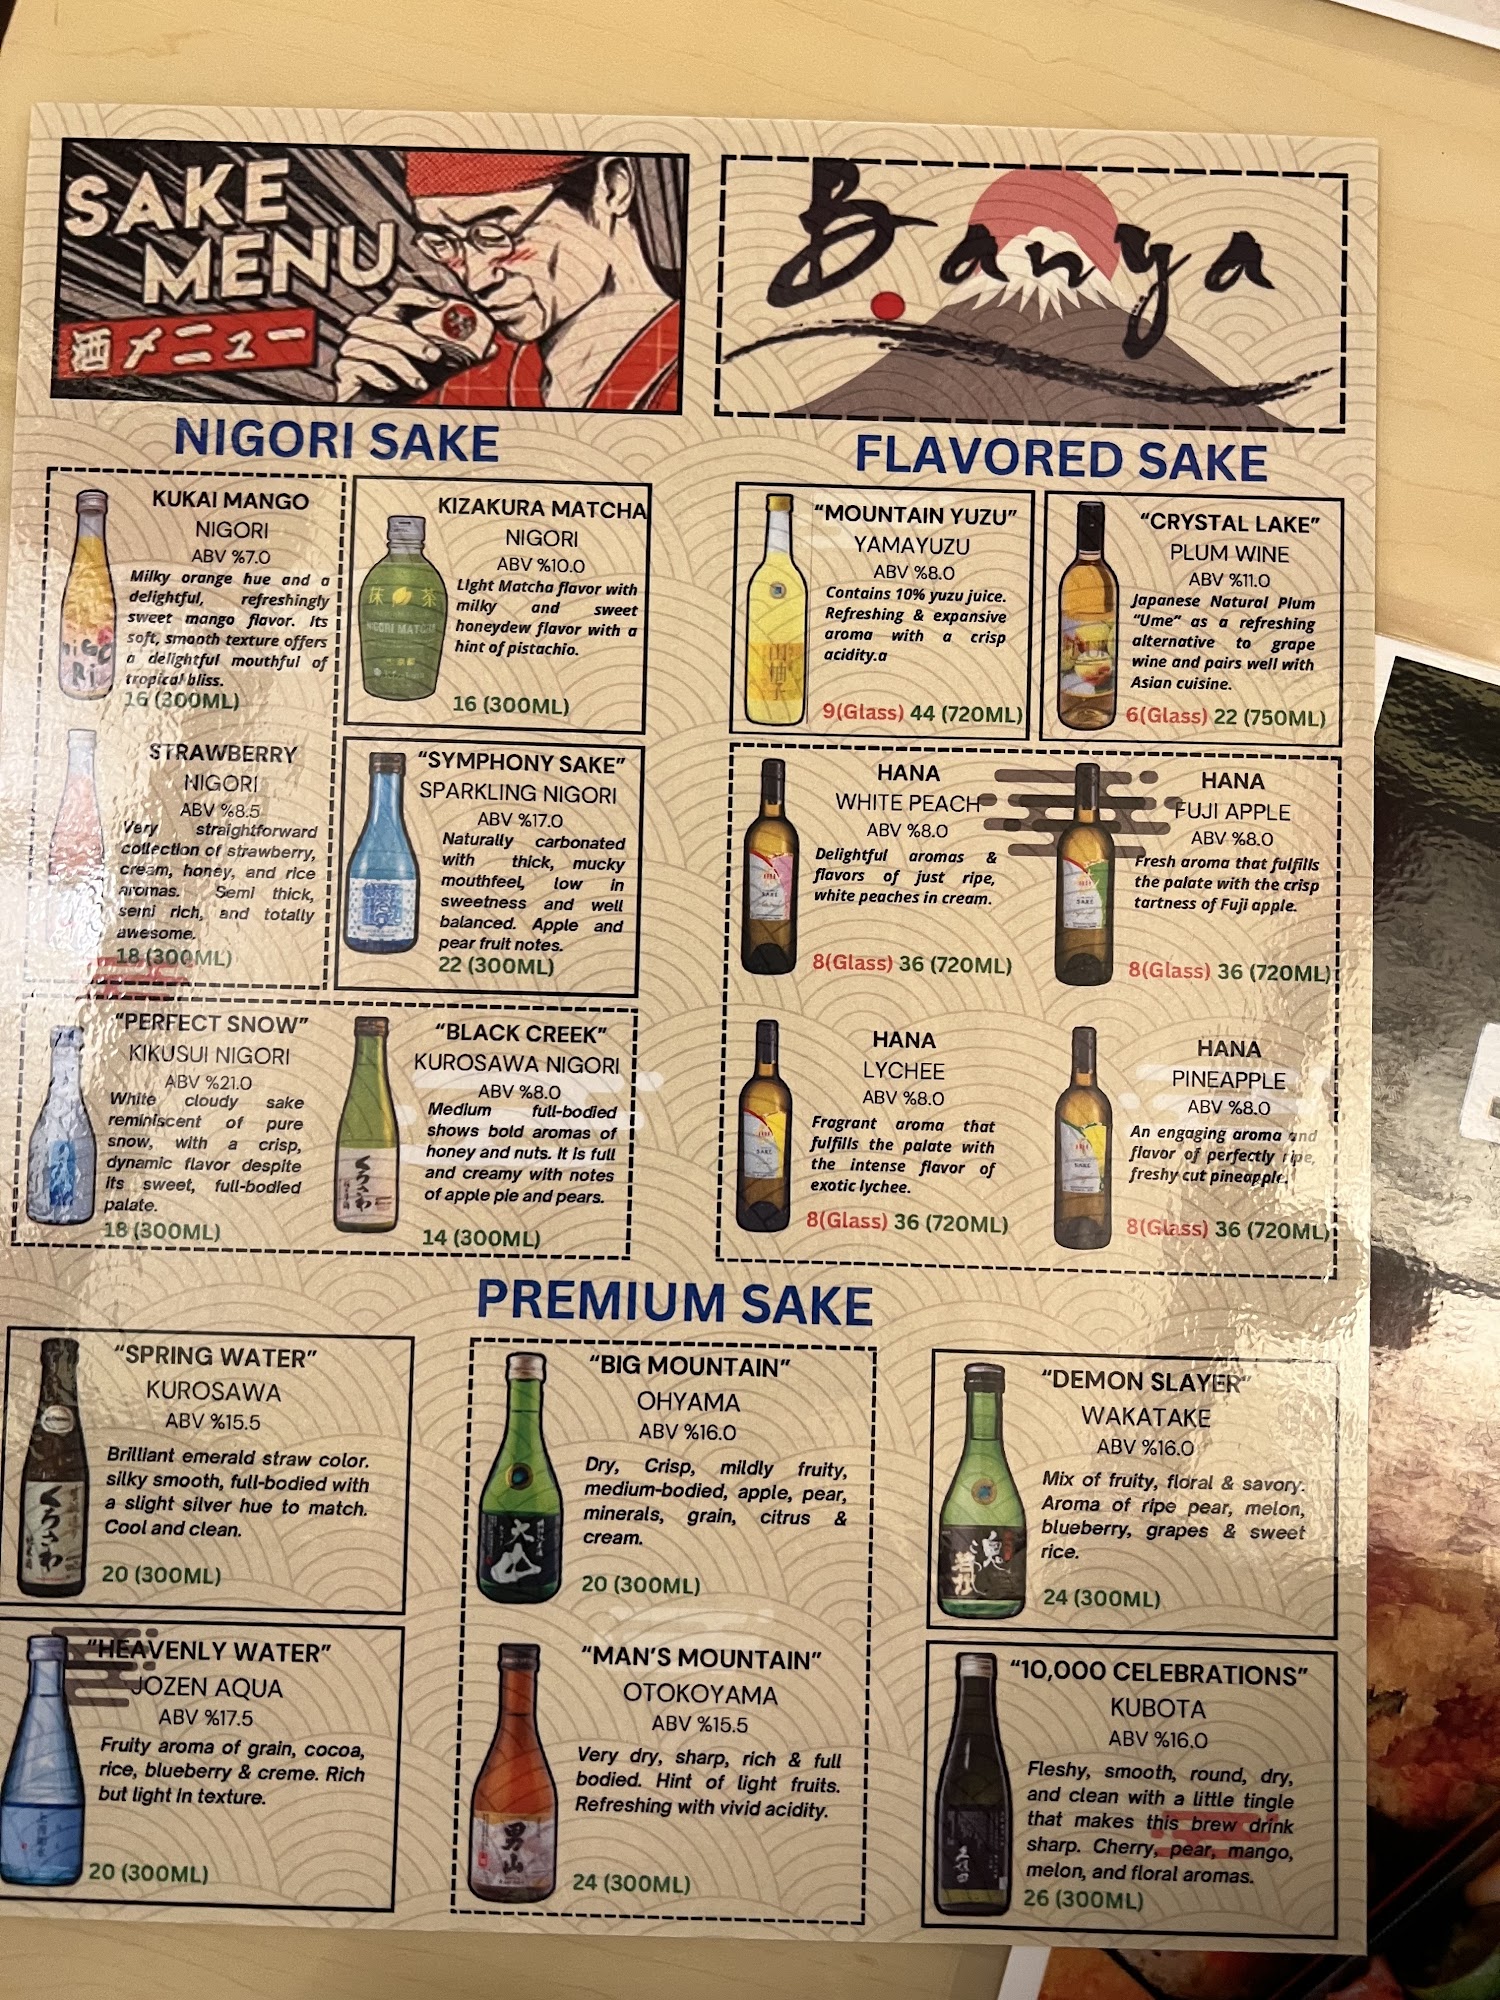 SAKE
MENU
酒メニュー
Banya
NIGORI SAKE
KUKAI MANGO
NIGORI
ABV %7.0
Milky orange hue and a
delightful, refreshingly
sweet mango flavor. Its
soft, smooth texture offers
a delightful mouthful of
tropical bliss.
16 (300ML)
KIZAKURA MATCHA
NIGORI
ABV %10.0
Light Matcha flavor with
milky and sweet
honeydew flavor with a
hint of pistachio.
16 (300ML)
抹茶
NIGORI MATCHA
STRAWBERRY
NIGORI
ABV %8.5
Very straightforward
collection of strawberry,
cream, honey, and rice
aromas. Semi thick,
semi rich, and totally
awesome.
18 (300ML)
"SYMPHONY SAKE"
SPARKLING NIGORI
ABV %17.0
Naturally carbonated
with thick, mucky
mouthfeel, low in
sweetness and well
balanced. Apple and
pear fruit notes.
22 (300ML)
"PERFECT SNOW"
KIKUSUI NIGORI
ABV %21.0
White cloudy sake
reminiscent of pure
snow, with a crisp,
dynamic flavor despite
its sweet, full-bodied
palate.
18 (300ML)
"BLACK CREEK"
KUROSAWA NIGORI
ABV %8.0
Medium full-bodied
shows bold aromas of
honey and nuts. It is full
and creamy with notes
of apple pie and pears.
14 (300ML)
くろさわ
FLAVORED SAKE
"MOUNTAIN YUZU"
YAMAYUZU
ABV %8.0
Contains 10% yuzu juice.
Refreshing & expansive
aroma with a crisp
acidity.a
9(Glass) 44 (720ML)
"CRYSTAL LAKE"
PLUM WINE
ABV %11.0
Japanese Natural Plum
"Ume" as a refreshing
alternative to grape
wine and pairs well with
Asian cuisine.
6(Glass) 22 (750ML)
HANA
WHITE PEACH
ABV %8.0
Delightful aromas &
flavors of just ripe,
white peaches in cream.
8(Glass) 36 (720ML)
HANA
FUJI APPLE
ABV %8.0
Fresh aroma that fulfills
the palate with the crisp
tartness of Fuji apple.
8(Glass) 36 (720ML)
HANA
LYCHEE
ABV %8.0
Fragrant aroma that
fulfills the palate with
the intense flavor of
exotic lychee.
8(Glass) 36 (720ML)
HANA
PINEAPPLE
ABV %8.0
An engaging aroma and
flavor of perfectly ripe,
freshy cut pineapple.
8(Glass) 36 (720ML)
PREMIUM SAKE
"SPRING WATER"
KUROSAWA
ABV %15.5
Brilliant emerald straw color.
silky smooth, full-bodied with
a slight silver hue to match.
Cool and clean.
20 (300ML)
くろさわ
"BIG MOUNTAIN"
OHYAMA
ABV %16.0
Dry, Crisp, mildly fruity,
medium-bodied, apple, pear,
minerals, grain, citrus &
cream.
20 (300ML)
大山
"DEMON SLAYER"
WAKATAKE
ABV %16.0
Mix of fruity, floral & savory.
Aroma of ripe pear, melon,
blueberry, grapes & sweet
rice.
24 (300ML)
"HEAVENLY WATER"
JOZEN AQUA
ABV %17.5
Fruity aroma of grain, cocoa,
rice, blueberry & creme. Rich
but light in texture.
20 (300ML)
"MAN'S MOUNTAIN"
OTOKOYAMA
ABV %15.5
Very dry, sharp, rich & full
bodied. Hint of light fruits.
Refreshing with vivid acidity.
24 (300ML)
男山
"10,000 CELEBRATIONS"
KUBOTA
ABV %16.0
Fleshy, smooth, round, dry,
and clean with a little tingle
that makes this brew drink
sharp. Cherry, pear, mango,
melon, and floral aromas.
26 (300ML)
久保田